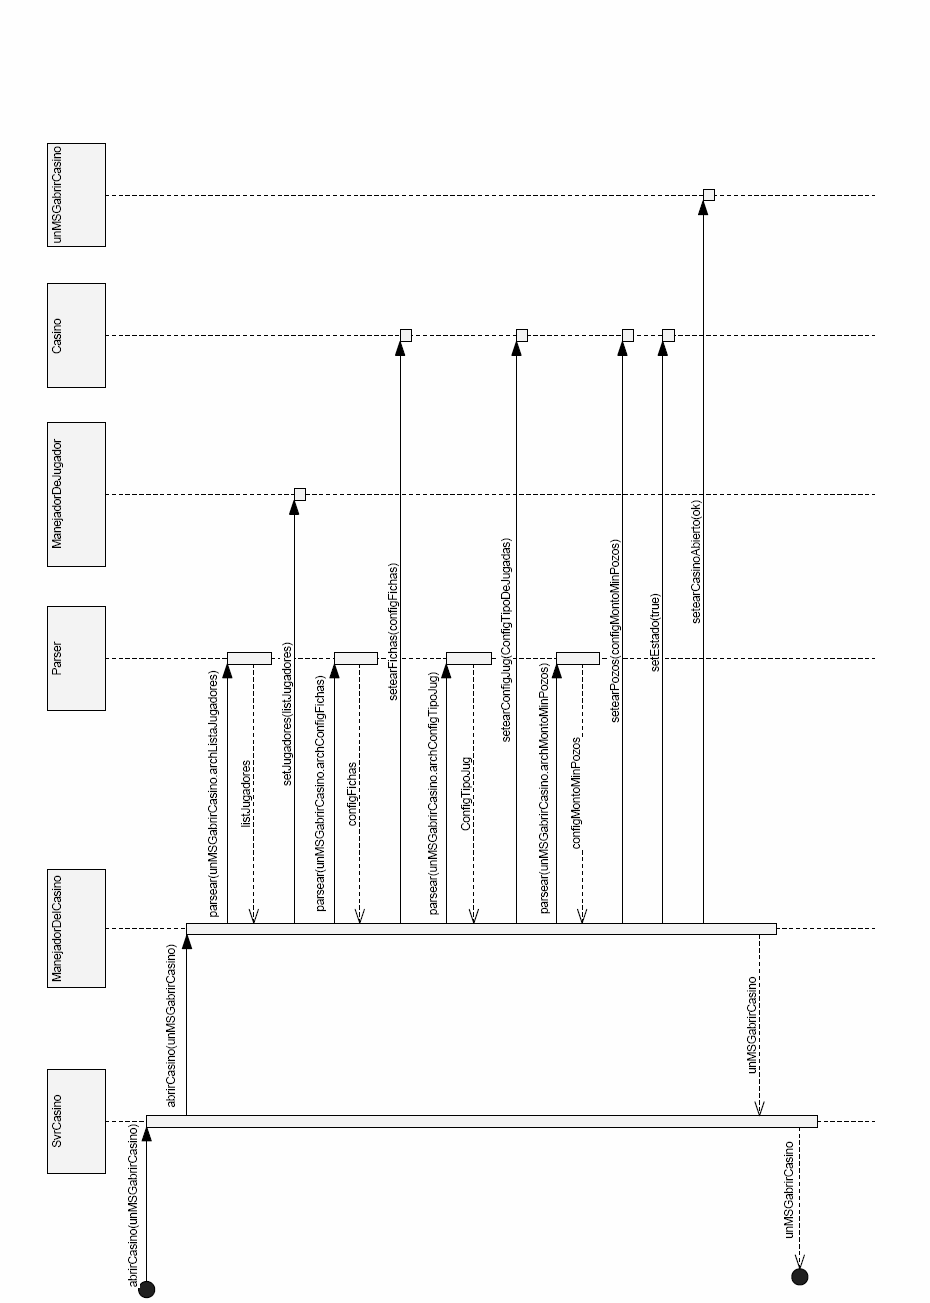 SvrCasino
ManejadorDelCasino
Parser
ManejadorDeJugador
Casino
unMSGabrirCasino
abrirCasino(unMSGabrirCasino)
abrirCasino(unMSGabrirCasino)
parsear(unMSGabrirCasino.archListaJugadores)
listJugadores
setJugadores(listJugadores)
parsear(unMSGabrirCasino.archConfigFichas)
configFichas
setearFichas(configFichas)
parsear(unMSGabrirCasino.archConfigTipoJug)
ConfigTipoJug
setearConfigJug(ConfigTipoDeJugadas)
parsear(unMSGabrirCasino.archMontoMinPozos)
configMontoMinPozos
setearPozos(configMontoMinPozos)
setEstado(true)
setearCasinoAbierto(ok)
unMSGabrirCasino
unMSGabrirCasino